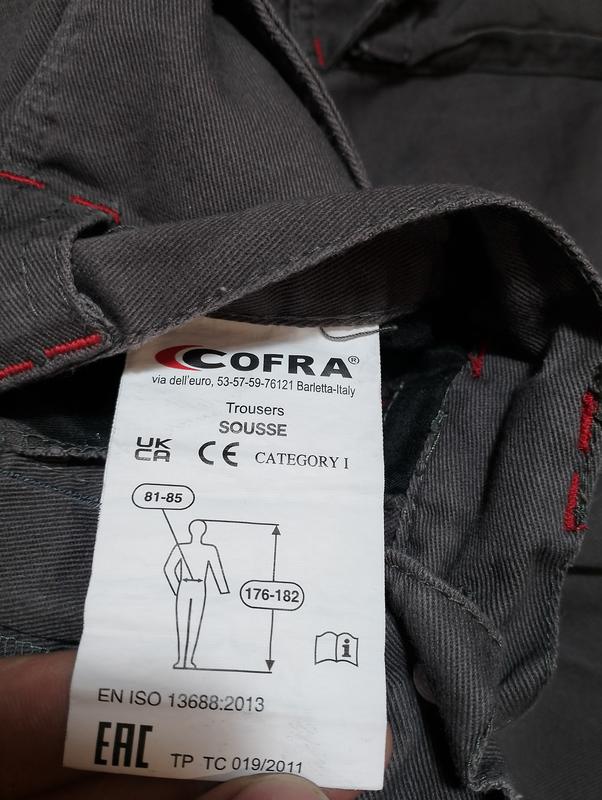 COFRA®
via dell'euro, 53-57-59-76121 Barletta-Italy
Trousers
SOUSSE
UK
CA CE CATEGORY I
81-85
176-182
i
EN ISO 13688:2013
EAC TP TC 019/2011